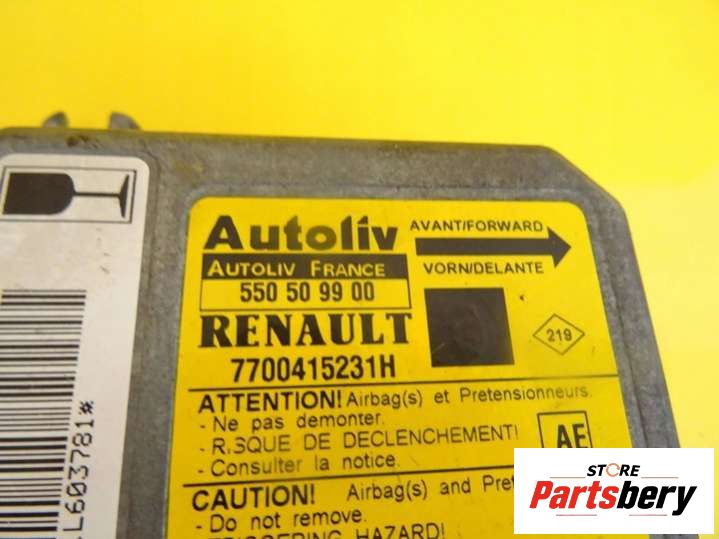 Autoliv
AVANT/FORWARD
AUTOLIV FRANCE
VORN/DELANTE
550 50 99 00
RENAULT
219
7700415231H
ATTENTION! Airbag(s) et Pretensionneurs.
- Ne pas demonter.
- R.SQUE DE DECLENCHEMENT!
- Consulter la notice.
AE
CAUTION! Airbag(s) and Pret
- Do not remove.
TRIGGERING HAZARD!
L603781*
STORE
Partsbery